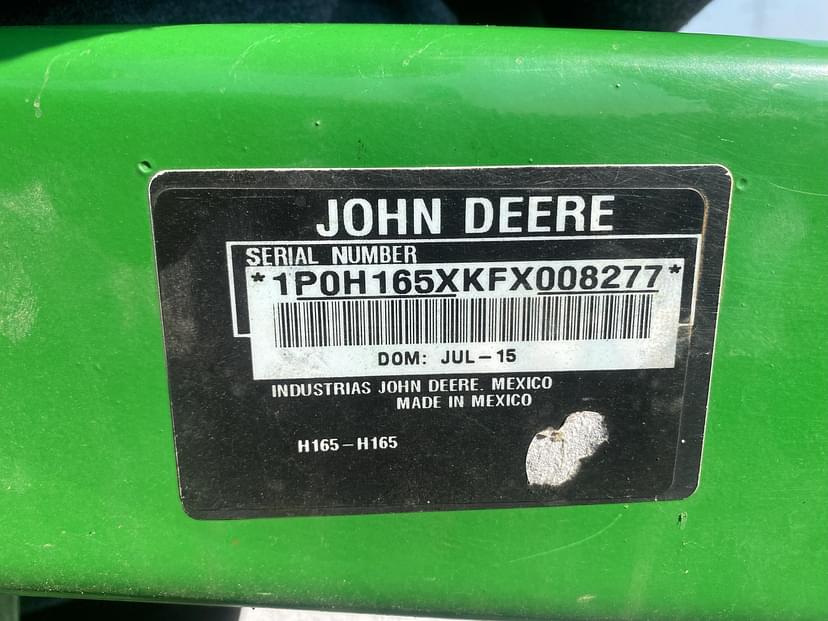 JOHN DEERE
SERIAL NUMBER
*1P0H165XKFX008277*
DOM: JUL-15
INDUSTRIAS JOHN DEERE. MEXICO
MADE IN MEXICO
H165-H165